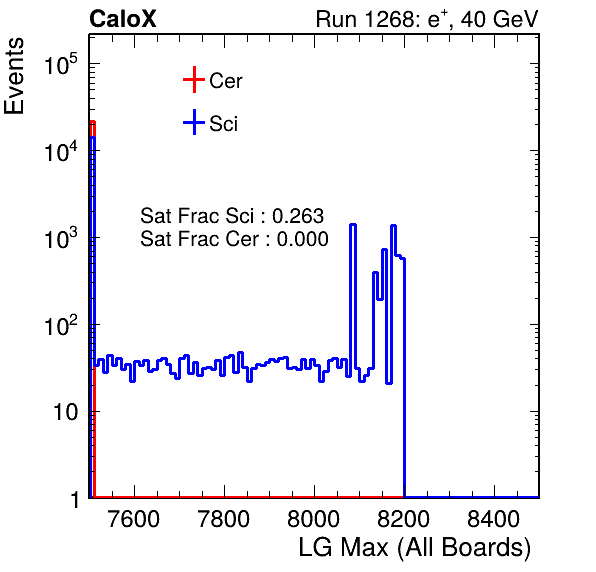 CaloX Run 1268: e⁺, 40 GeV
Events
Cer
Sci
Sat Frac Sci : 0.263
Sat Frac Cer : 0.000
10⁵
10⁴
10³
10²
10
1
7600 7800 8000 8200 8400
LG Max (All Boards)